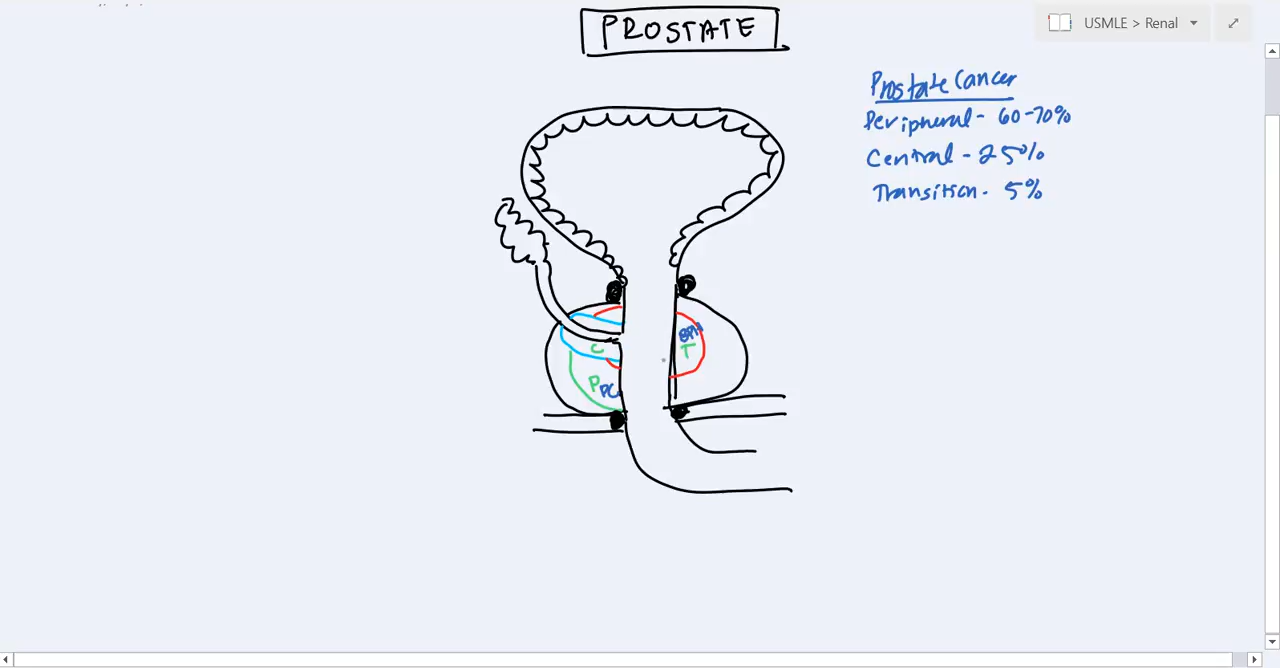 PROSTATE
USMLE > Renal
Prostate Cancer
Peripheral - 60-70%
Central - 25%
Transition - 5%
BPH
C
T
P PC